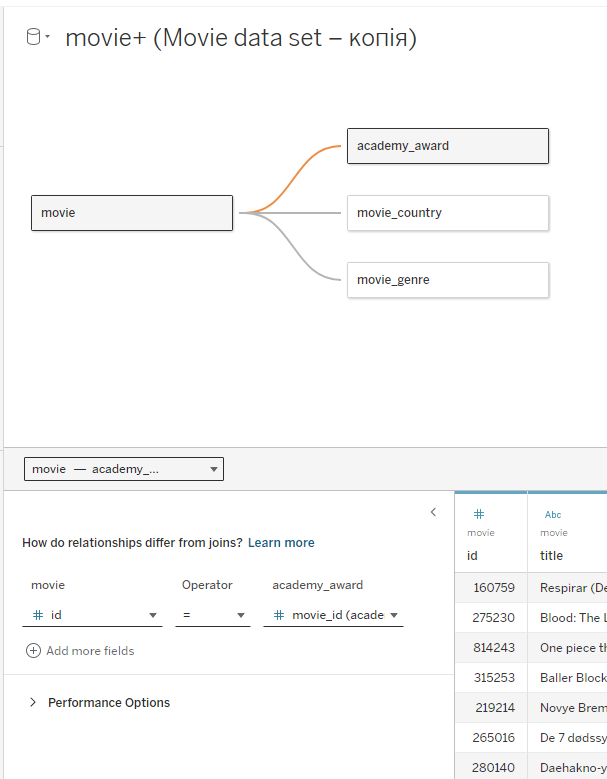 movie+ (Movie data set – копія)
academy_award
movie
movie_country
movie_genre
movie — academy_...
How do relationships differ from joins? Learn more
movie Operator academy_award
# id = # movie_id (acade
Add more fields
Performance Options
# Abc
movie movie
id title
160759 Respirar (De
275230 Blood: The L
814243 One piece th
315253 Baller Block
219214 Novye Brem
265016 De 7 dødssy
280140 Daehakno-y